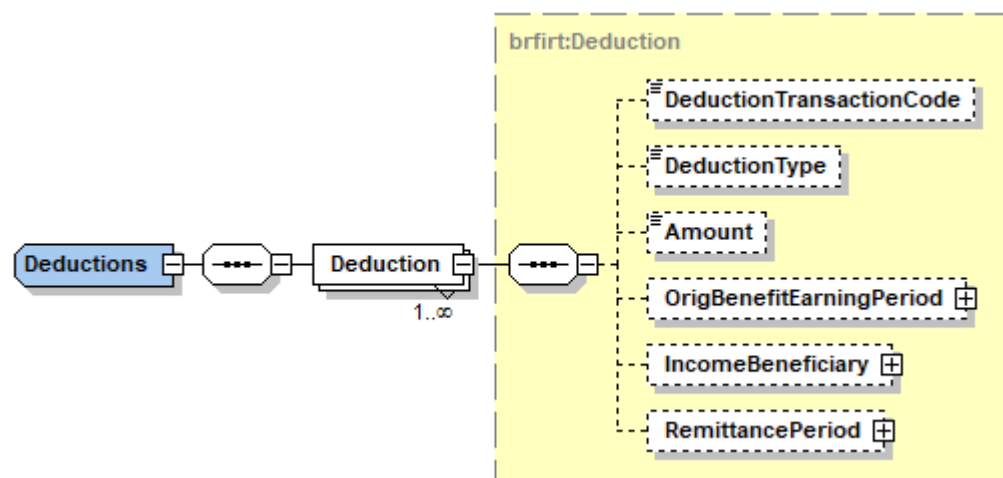 brfirt:Deduction
DeductionTransactionCode
DeductionType
Amount
Deductions
Deduction
1..∞
OrigBenefitEarningPeriod
IncomeBeneficiary
RemittancePeriod